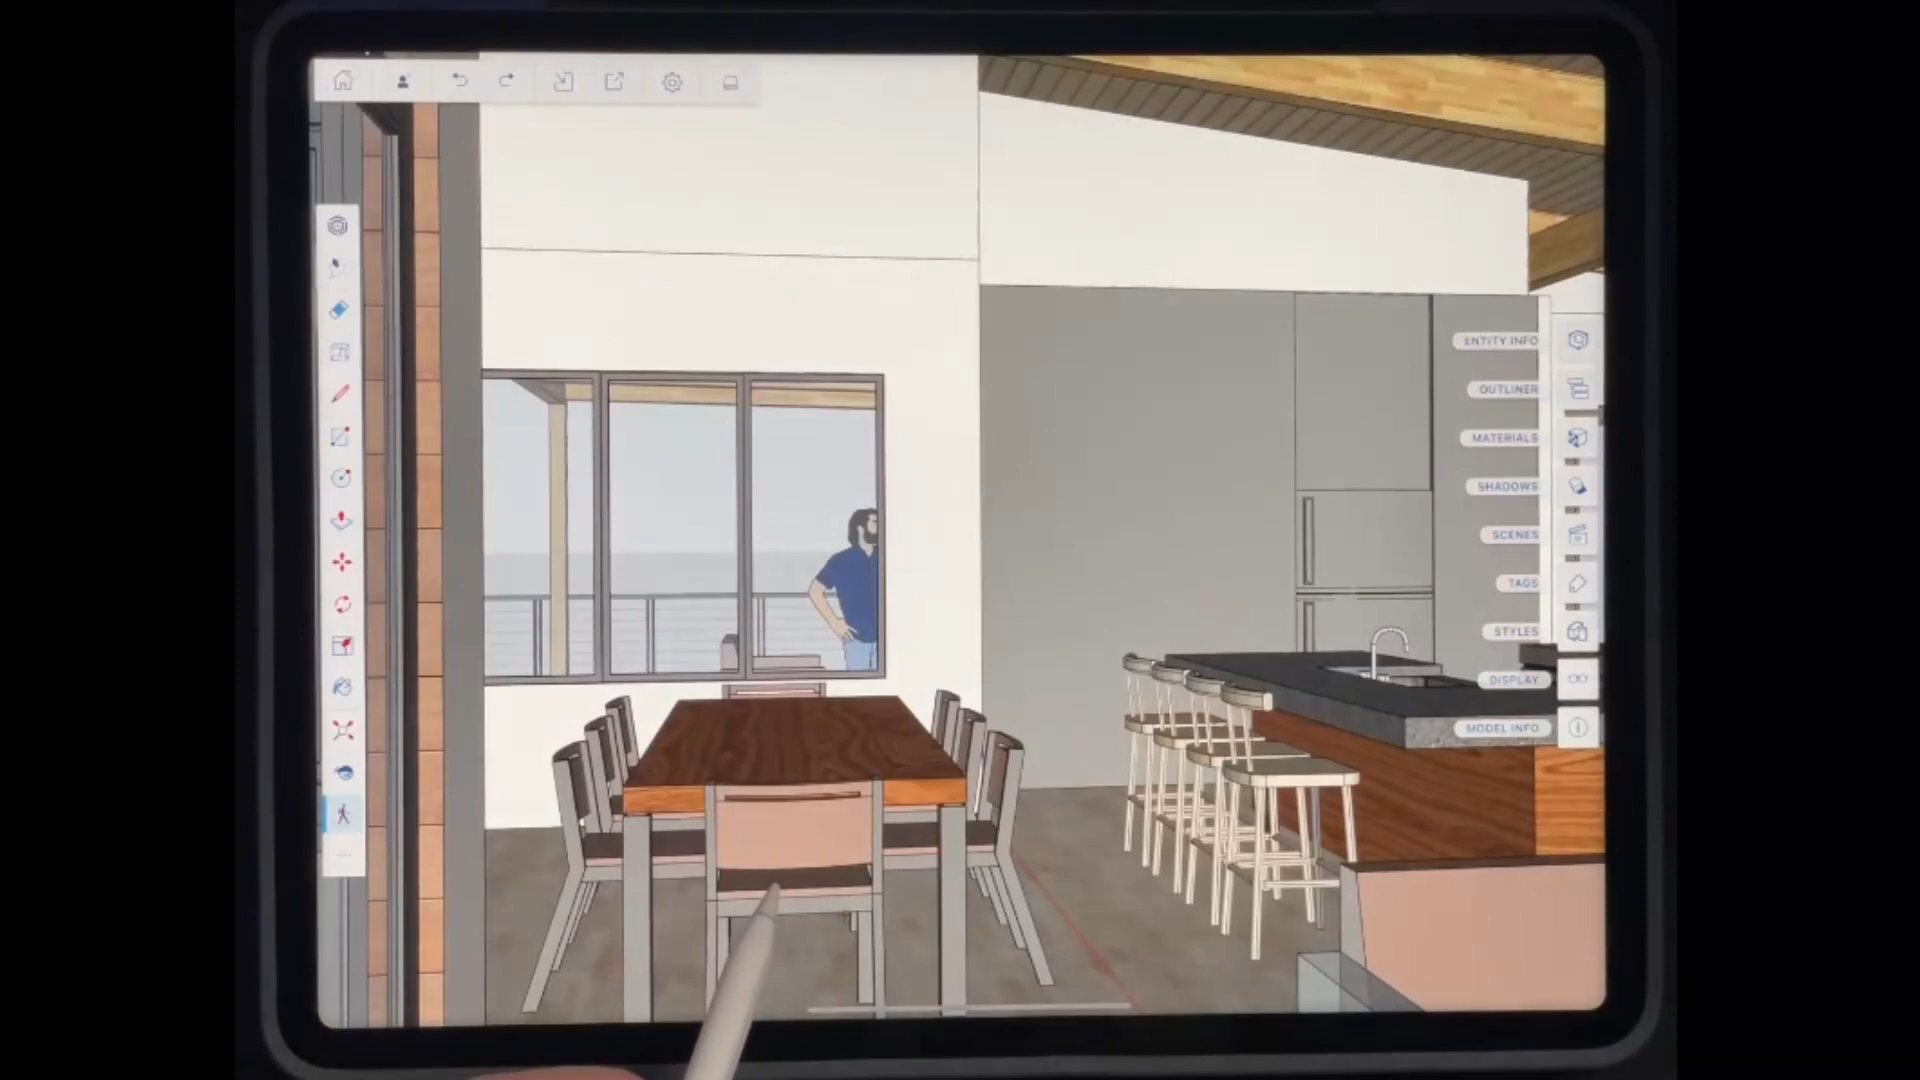 ENTITY INFO
OUTLINER
MATERIALS
SHADOWS
SCENES
TAGS
STYLES
DISPLAY
MODEL INFO